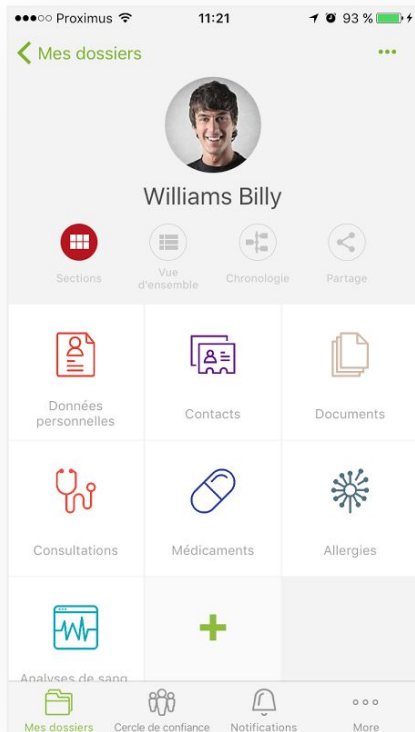 Proximus 11:21 93 %
Mes dossiers
Williams Billy
Sections
Vue
d'ensemble
Chronologie
Partage
Données
personnelles
Contacts
Documents
Consultations
Médicaments
Allergies
Analyses de sang
Mes dossiers
Cercle de confiance
Notifications
More